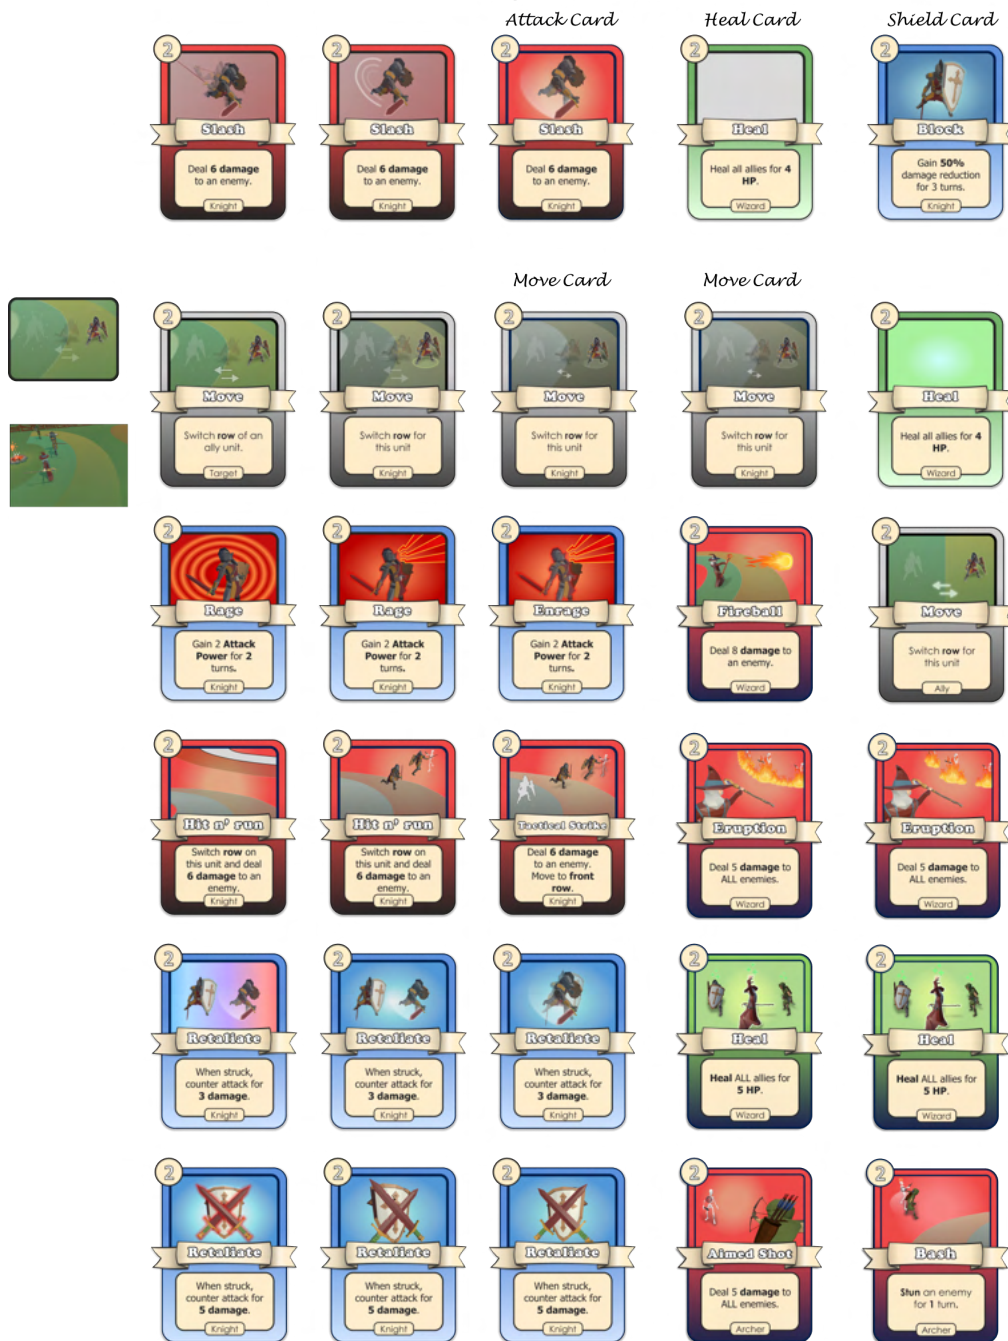 Attack Card
Heal Card
Shield Card
2
Slash
Deal 6 damage
to an enemy.
Knight
2
Slash
Deal 6 damage
to an enemy.
Knight
2
Slash
Deal 6 damage
to an enemy.
Knight
2
Heal
Heal all allies for 4
HP.
Wizard
2
Block
Gain 50%
damage reduction
for 3 turns.
Knight
Move Card
Move Card
2
Move
Switch row of an
ally unit.
Target
2
Move
Switch row for
this unit
Knight
2
Move
Switch row for
this unit
Knight
2
Move
Switch row for
this unit
Knight
2
Heal
Heal all allies for 4
HP.
Wizard
2
Rage
Gain 2 Attack
Power for 2
turns.
Knight
2
Rage
Gain 2 Attack
Power for 2
turns.
Knight
2
Enrage
Gain 2 Attack
Power for 2
turns.
Knight
2
Fireball
Deal 8 damage to
an enemy.
Wizard
2
Move
Switch row for
this unit
Ally
2
Hit n' run
Switch row on
this unit and deal
6 damage to an
enemy.
Knight
2
Hit n' run
Switch row on
this unit and deal
6 damage to an
enemy.
Knight
2
Tactical Strike
Deal 6 damage
to an enemy.
Move to front
row.
Knight
2
Eruption
Deal 5 damage to
ALL enemies.
Wizard
2
Eruption
Deal 5 damage to
ALL enemies.
Wizard
2
Retaliate
When struck,
counter attack for
3 damage.
Knight
2
Retaliate
When struck,
counter attack for
3 damage.
Knight
2
Retaliate
When struck,
counter attack for
3 damage.
Knight
2
Heal
Heal ALL allies for
5 HP.
Wizard
2
Heal
Heal ALL allies for
5 HP.
Wizard
2
Retaliate
When struck,
counter attack for
5 damage.
Knight
2
Retaliate
When struck,
counter attack for
5 damage.
Knight
2
Retaliate
When struck,
counter attack for
5 damage.
Knight
2
Aimed Shot
Deal 5 damage to
ALL enemies.
Archer
2
Bash
Stun an enemy
for 1 turn.
Archer